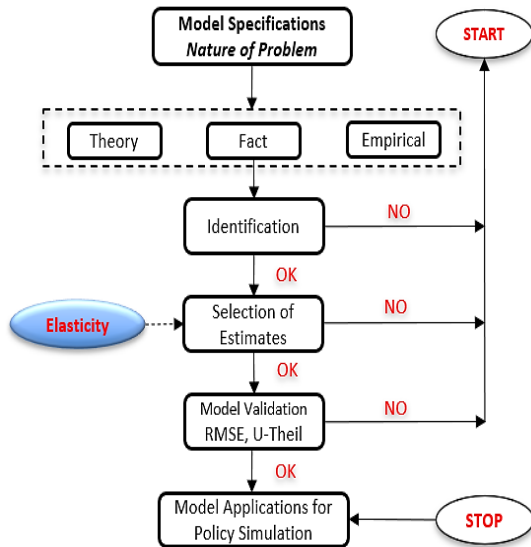 Model Specifications
Nature of Problem
START
Theory
Fact
Empirical
Identification
NO
OK
Elasticity
Selection of
Estimates
NO
OK
Model Validation
RMSE, U-Theil
NO
OK
Model Applications for
Policy Simulation
STOP